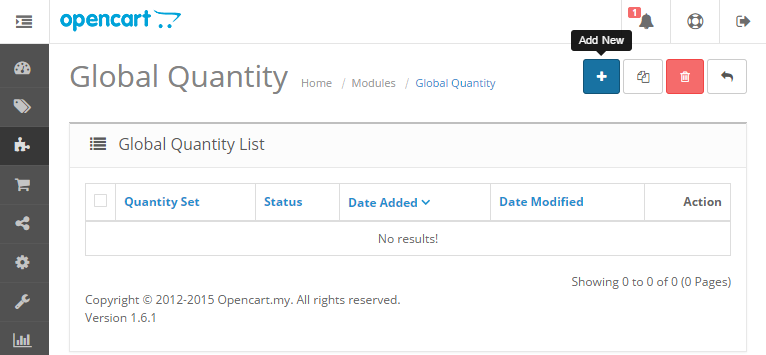 opencart
1
Add New
Global Quantity Home / Modules / Global Quantity
Global Quantity List
Quantity Set Status Date Added Date Modified Action
No results!
Showing 0 to 0 of 0 (0 Pages)
Copyright © 2012-2015 Opencart.my. All rights reserved.
Version 1.6.1